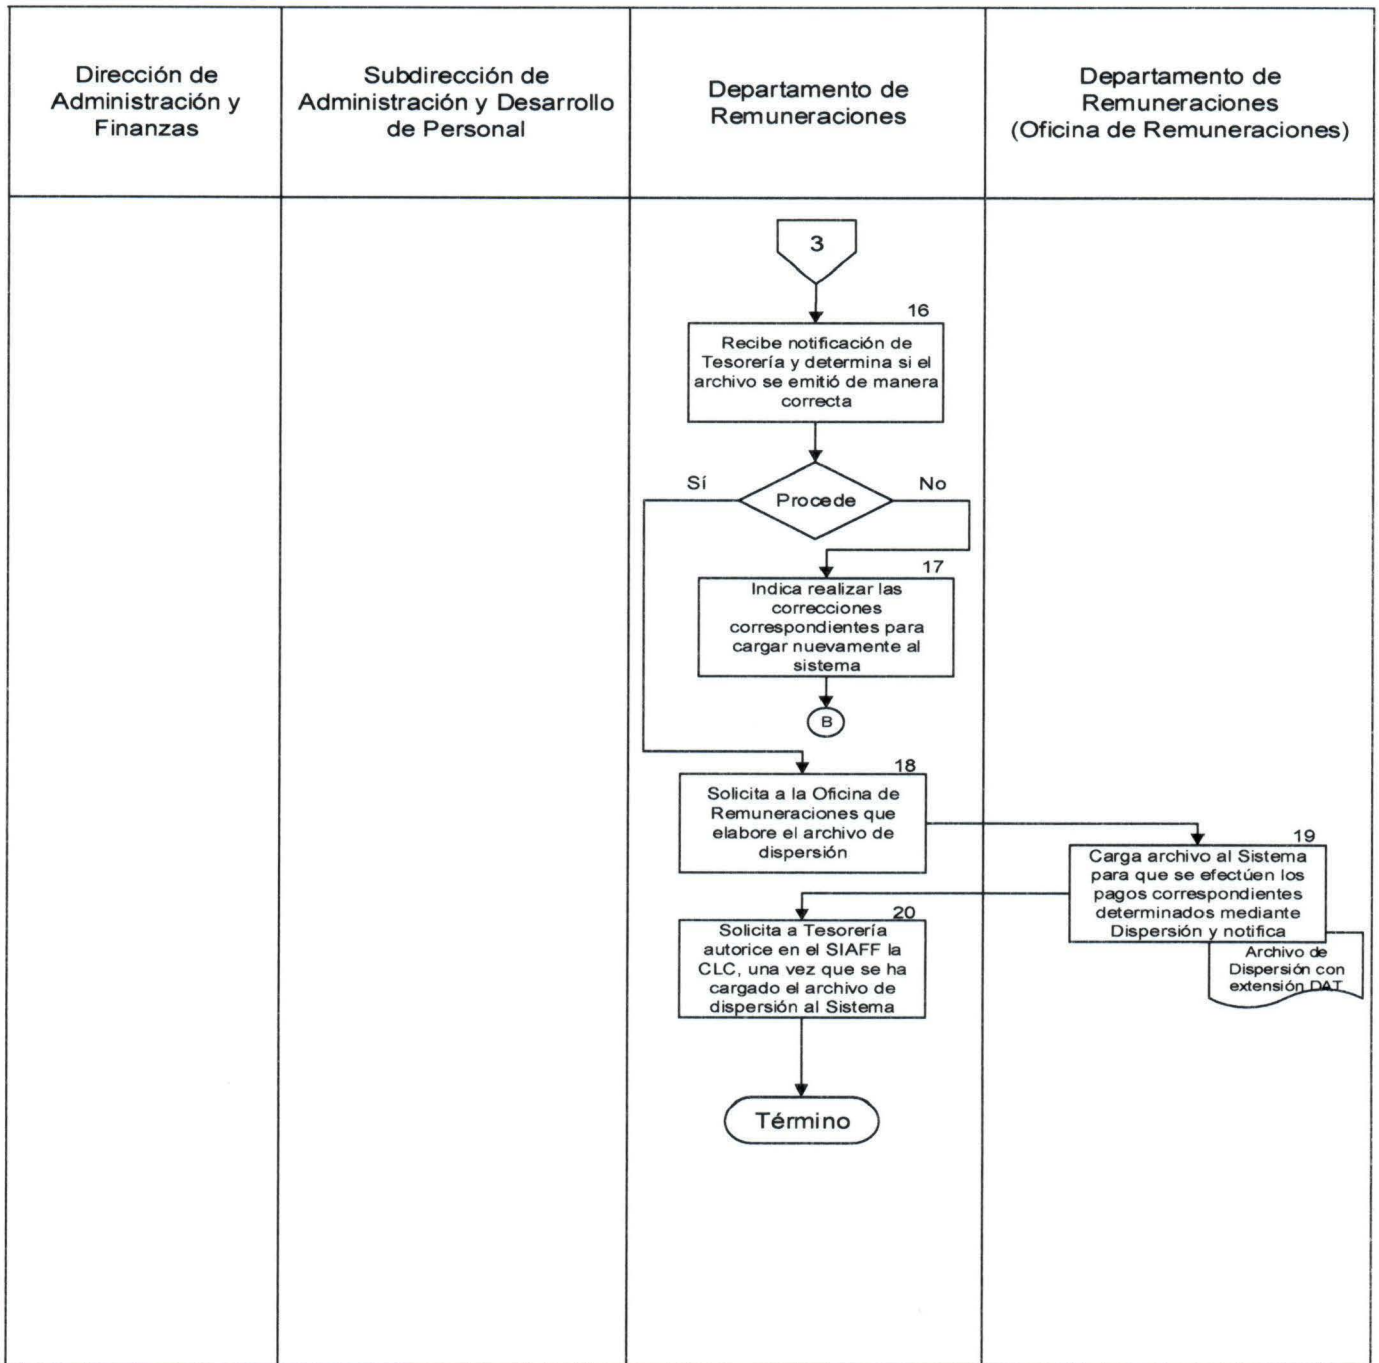 Dirección de
Administración y
Finanzas
Subdirección de
Administración y Desarrollo
de Personal
Departamento de
Remuneraciones
Departamento de
Remuneraciones
(Oficina de Remuneraciones)
3
16
Recibe notificación de
Tesorería y determina si el
archivo se emitió de manera
correcta
Sí
Procede
No
17
Indica realizar las
correcciones
correspondientes para
cargar nuevamente al
sistema
B
18
Solicita a la Oficina de
Remuneraciones que
elabore el archivo de
dispersión
19
Carga archivo al Sistema
para que se efectúen los
pagos correspondientes
determinados mediante
Dispersión y notifica
Archivo de
Dispersión con
extensión DAT
20
Solicita a Tesorería
autorice en el SIAFF la
CLC, una vez que se ha
cargado el archivo de
dispersión al Sistema
Término